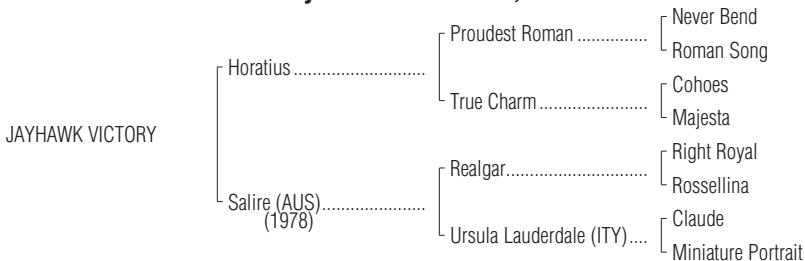 Never Bend
Proudest Roman ................
Roman Song
Horatius ...........................
Cohoes
True Charm .......................
Majesta
JAYHAWK VICTORY
Right Royal
Realgar..............................
Rossellina
Salire (AUS)......................
(1978)
Claude
Ursula Lauderdale (ITY)....
Miniature Portrait